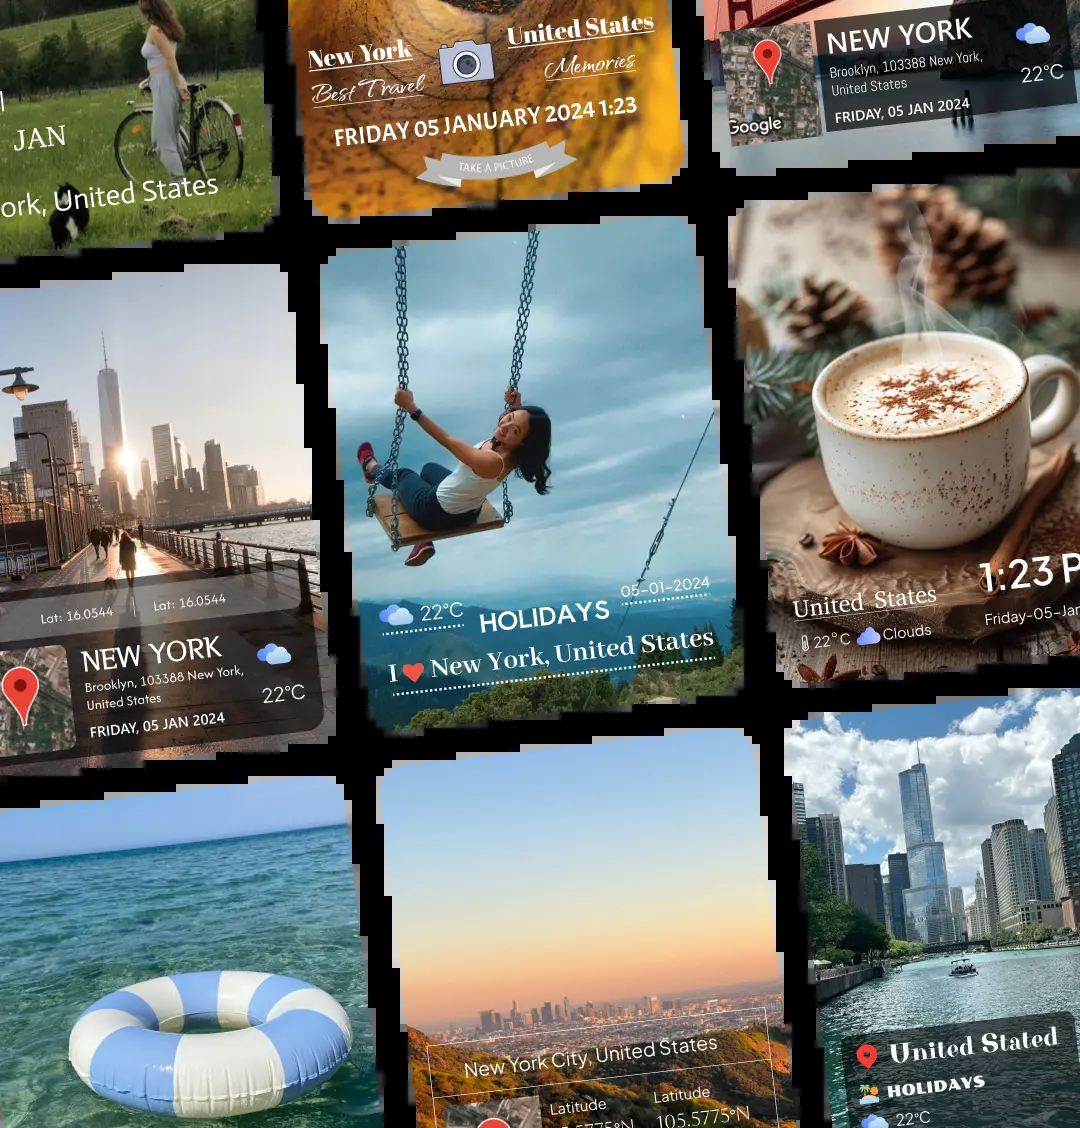 JAN
ork, United States
New York
United States
Best Travel
Memories
FRIDAY 05 JANUARY 2024 1:23
TAKE A PICTURE
Google
NEW YORK
Brooklyn, 103388 New York,
United States
FRIDAY, 05 JAN 2024
22°C
Lat: 16.0544
Lat: 16.0544
NEW YORK
Brooklyn, 103388 New York,
United States
FRIDAY, 05 JAN 2024
22°C
22°C
HOLIDAYS
05-01-2024
I ❤ New York, United States
1:23 P
United States
Friday-05-Jan
22°C
Clouds
New York City, United States
Latitude
Latitude
5.5775°N
105.5775°N
United Stated
HOLIDAYS
22°C